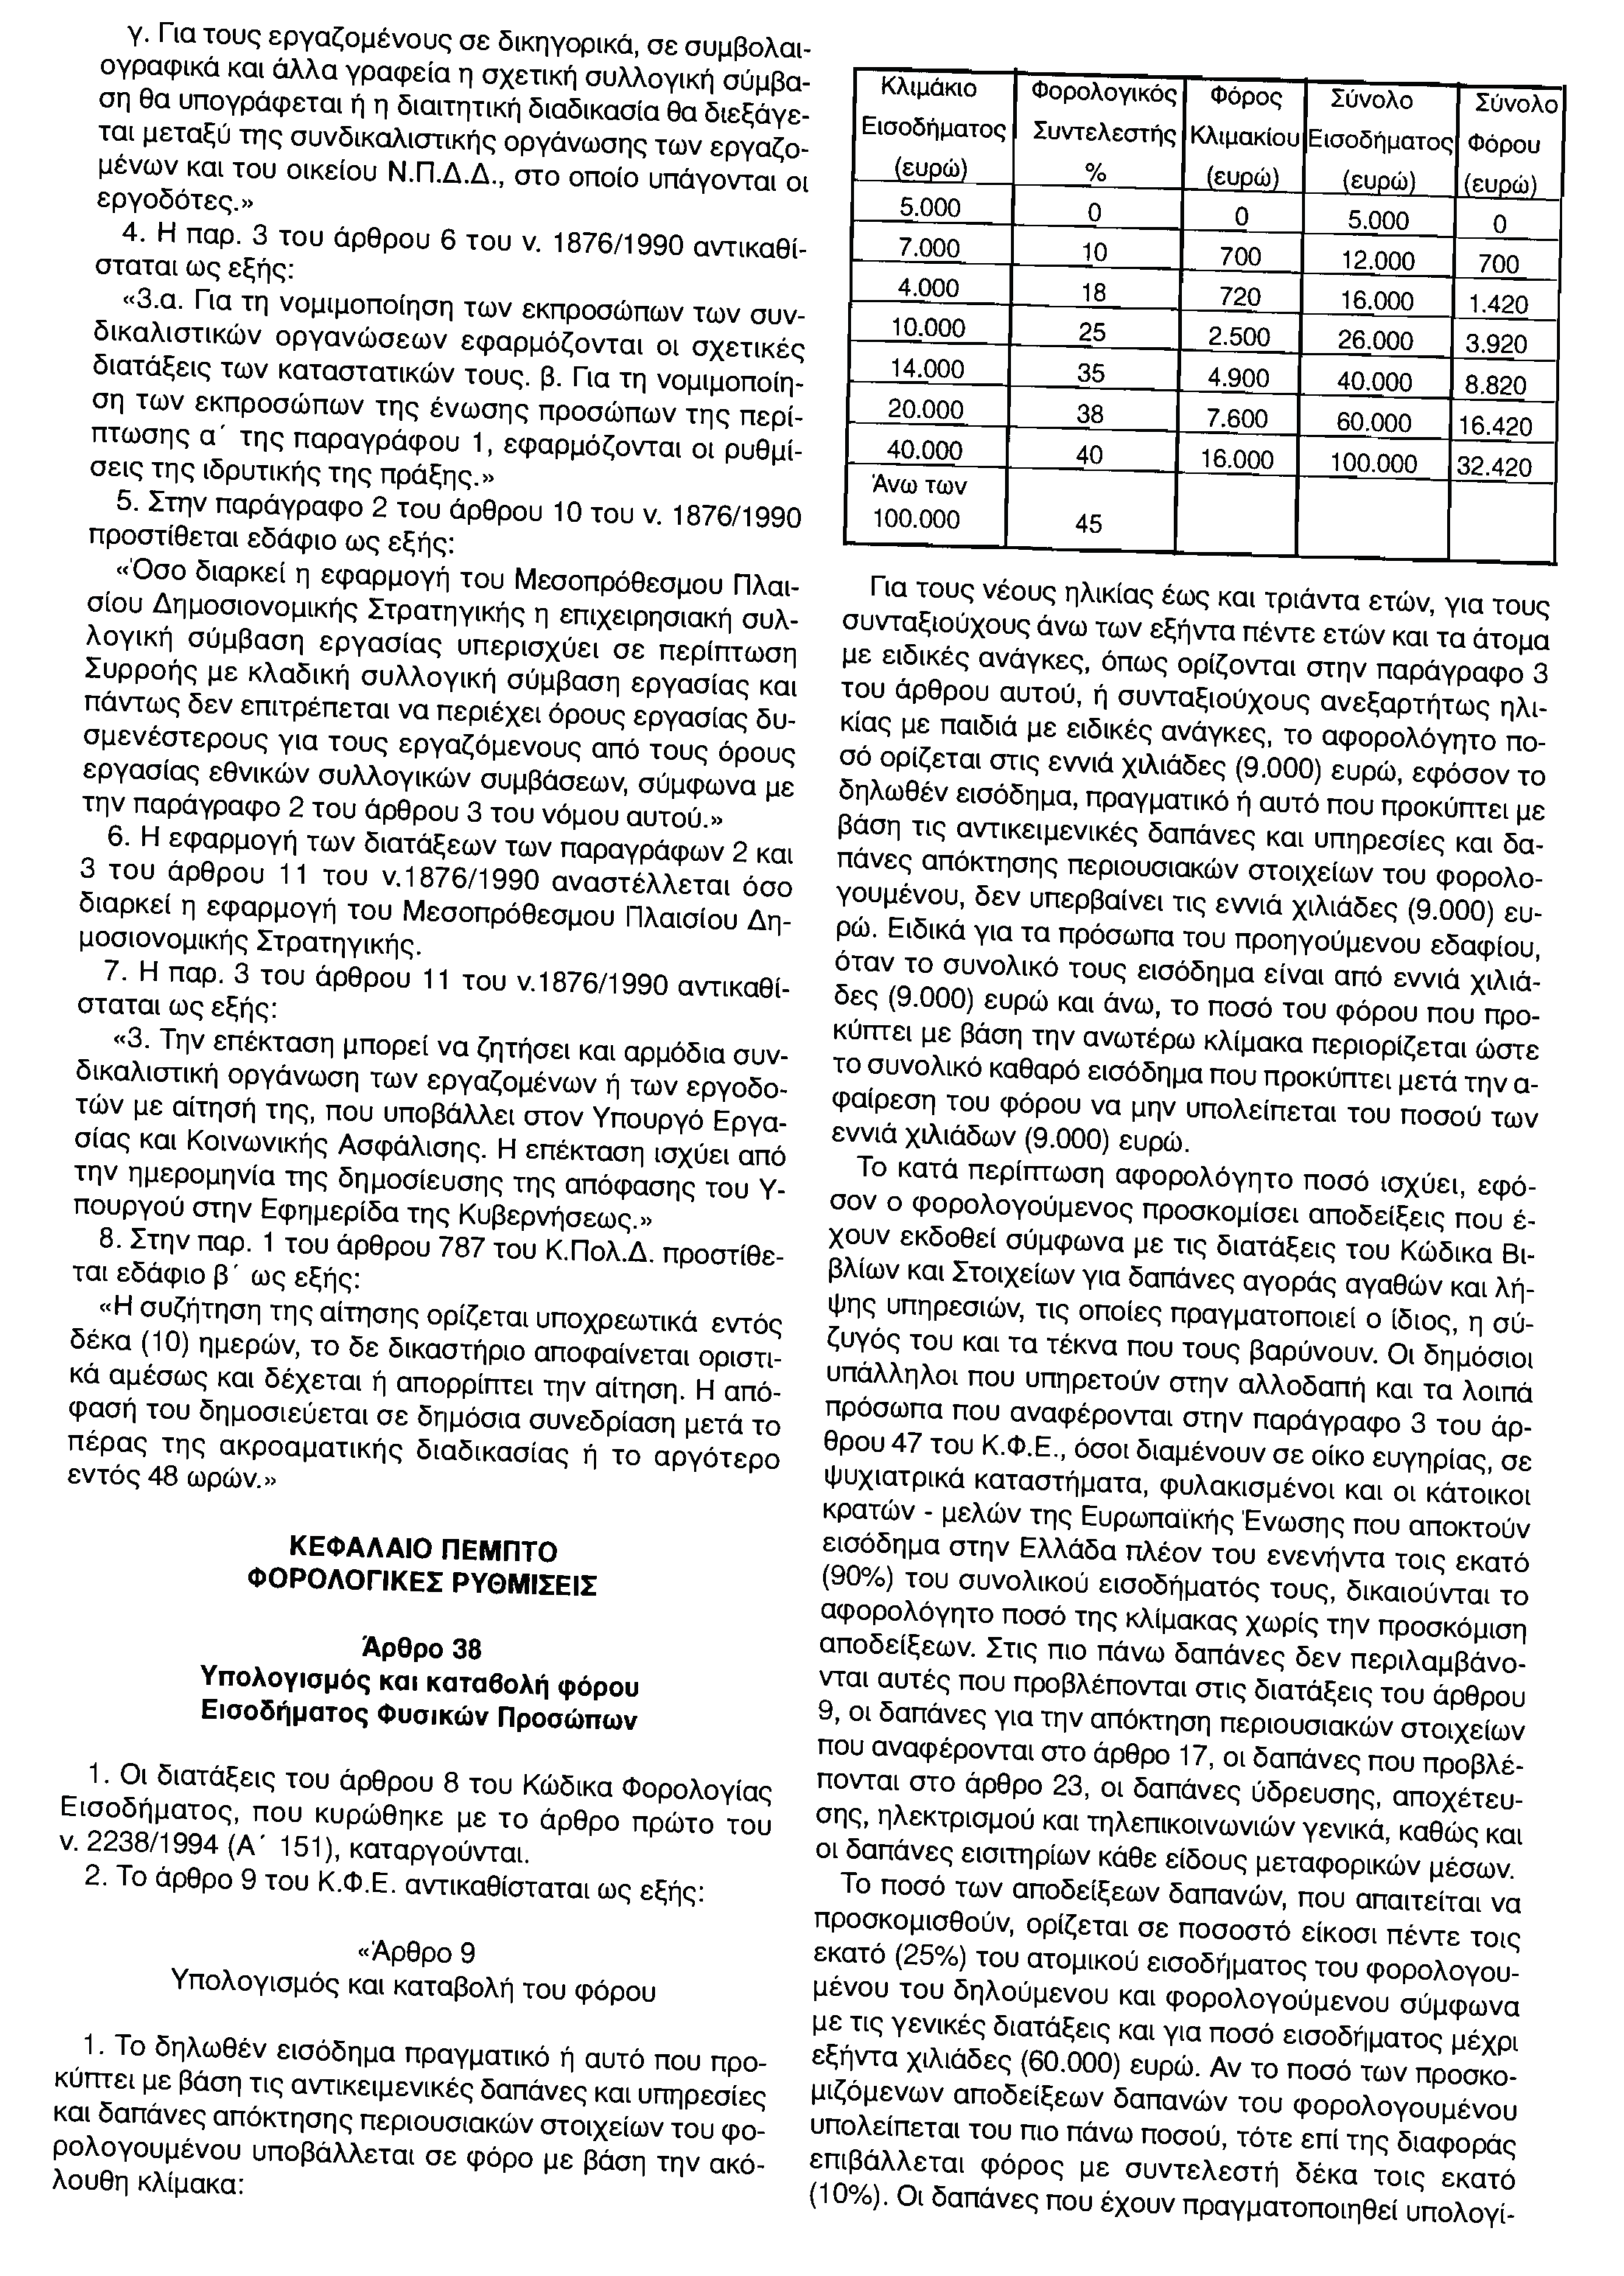 γ. Για τους εργαζομένους σε δικηγορικά, σε συμβολαι-
ογραφικά και άλλα γραφεία η σχετική συλλογική σύμβα-
ση θα υπογράφεται ή η διαιτητική διαδικασία θα διεξάγε-
ται μεταξύ της συνδικαλιστικής οργάνωσης των εργαζο-
μένων και του οικείου Ν.Π.Δ.Δ., στο οποίο υπάγονται οι
εργοδότες.»
4. Η παρ. 3 του άρθρου 6 του ν. 1876/1990 αντικαθί-
σταται ως εξής:
«3.α. Για τη νομιμοποίηση των εκπροσώπων των συν-
δικαλιστικών οργανώσεων εφαρμόζονται οι σχετικές
διατάξεις των καταστατικών τους. β. Για τη νομιμοποίη-
ση των εκπροσώπων της ένωσης προσώπων της περί-
πτωσης α΄ της παραγράφου 1, εφαρμόζονται οι ρυθμί-
σεις της ιδρυτικής της πράξης.»
5. Στην παράγραφο 2 του άρθρου 10 του ν. 1876/1990
προστίθεται εδάφιο ως εξής:
«Όσο διαρκεί η εφαρμογή του Μεσοπρόθεσμου Πλαι-
σίου Δημοσιονομικής Στρατηγικής η επιχειρησιακή συλ-
λογική σύμβαση εργασίας υπερισχύει σε περίπτωση
Συρροής με κλαδική συλλογική σύμβαση εργασίας και
πάντως δεν επιτρέπεται να περιέχει όρους εργασίας δυ-
σμενέστερους για τους εργαζόμενους από τους όρους
εργασίας εθνικών συλλογικών συμβάσεων, σύμφωνα με
την παράγραφο 2 του άρθρου 3 του νόμου αυτού.»
6. Η εφαρμογή των διατάξεων των παραγράφων 2 και
3 του άρθρου 11 του ν.1876/1990 αναστέλλεται όσο
διαρκεί η εφαρμογή του Μεσοπρόθεσμου Πλαισίου Δη-
μοσιονομικής Στρατηγικής.
7. Η παρ. 3 του άρθρου 11 του ν.1876/1990 αντικαθί-
σταται ως εξής:
«3. Την επέκταση μπορεί να ζητήσει και αρμόδια συν-
δικαλιστική οργάνωση των εργαζομένων ή των εργοδο-
τών με αίτησή της, που υποβάλλει στον Υπουργό Εργα-
σίας και Κοινωνικής Ασφάλισης. Η επέκταση ισχύει από
την ημερομηνία της δημοσίευσης της απόφασης του Υ-
πουργού στην Εφημερίδα της Κυβερνήσεως.»
8. Στην παρ. 1 του άρθρου 787 του Κ.Πολ.Δ. προστίθε-
ται εδάφιο β΄ ως εξής:
«Η συζήτηση της αίτησης ορίζεται υποχρεωτικά εντός
δέκα (10) ημερών, το δε δικαστήριο αποφαίνεται οριστι-
κά αμέσως και δέχεται ή απορρίπτει την αίτηση. Η από-
φασή του δημοσιεύεται σε δημόσια συνεδρίαση μετά το
πέρας της ακροαματικής διαδικασίας ή το αργότερο
εντός 48 ωρών.»
ΚΕΦΑΛΑΙΟ ΠΕΜΠΤΟ
ΦΟΡΟΛΟΓΙΚΕΣ ΡΥΘΜΙΣΕΙΣ
Άρθρο 38
Υπολογισμός και καταβολή φόρου
Εισοδήματος Φυσικών Προσώπων
1. Οι διατάξεις του άρθρου 8 του Κώδικα Φορολογίας
Εισοδήματος, που κυρώθηκε με το άρθρο πρώτο του
ν. 2238/1994 (Α΄ 151), καταργούνται.
2. Το άρθρο 9 του Κ.Φ.Ε. αντικαθίσταται ως εξής:
«Άρθρο 9
Υπολογισμός και καταβολή του φόρου
1. Το δηλωθέν εισόδημα πραγματικό ή αυτό που προ-
κύπτει με βάση τις αντικειμενικές δαπάνες και υπηρεσίες
και δαπάνες απόκτησης περιουσιακών στοιχείων του φο-
ρολογουμένου υποβάλλεται σε φόρο με βάση την ακό-
λουθη κλίμακα:
Κλιμάκιο Φορολογικός Φόρος Σύνολο Σύνολο
Εισοδήματος Συντελεστής Κλιμακίου Εισοδήματος Φόρου
(ευρώ) % (ευρώ) (ευρώ) (ευρώ)
5.000 0 0 5.000 0
7.000 10 700 12.000 700
4.000 18 720 16.000 1.420
10.000 25 2.500 26.000 3.920
14.000 35 4.900 40.000 8.820
20.000 38 7.600 60.000 16.420
40.000 40 16.000 100.000 32.420
Άνω των
100.000 45
Για τους νέους ηλικίας έως και τριάντα ετών, για τους
συνταξιούχους άνω των εξήντα πέντε ετών και τα άτομα
με ειδικές ανάγκες, όπως ορίζονται στην παράγραφο 3
του άρθρου αυτού, ή συνταξιούχους ανεξαρτήτως ηλι-
κίας με παιδιά με ειδικές ανάγκες, το αφορολόγητο πο-
σό ορίζεται στις εννιά χιλιάδες (9.000) ευρώ, εφόσον το
δηλωθέν εισόδημα, πραγματικό ή αυτό που προκύπτει με
βάση τις αντικειμενικές δαπάνες και υπηρεσίες και δα-
πάνες απόκτησης περιουσιακών στοιχείων του φορολο-
γουμένου, δεν υπερβαίνει τις εννιά χιλιάδες (9.000) ευ-
ρώ. Ειδικά για τα πρόσωπα του προηγούμενου εδαφίου,
όταν το συνολικό τους εισόδημα είναι από εννιά χιλιά-
δες (9.000) ευρώ και άνω, το ποσό του φόρου που προ-
κύπτει με βάση την ανωτέρω κλίμακα περιορίζεται ώστε
το συνολικό καθαρό εισόδημα που προκύπτει μετά την α-
φαίρεση του φόρου να μην υπολείπεται του ποσού των
εννιά χιλιάδων (9.000) ευρώ.
Το κατά περίπτωση αφορολόγητο ποσό ισχύει, εφό-
σον ο φορολογούμενος προσκομίσει αποδείξεις που έ-
χουν εκδοθεί σύμφωνα με τις διατάξεις του Κώδικα Βι-
βλίων και Στοιχείων για δαπάνες αγοράς αγαθών και λή-
ψης υπηρεσιών, τις οποίες πραγματοποιεί ο ίδιος, η σύ-
ζυγός του και τα τέκνα που τους βαρύνουν. Οι δημόσιοι
υπάλληλοι που υπηρετούν στην αλλοδαπή και τα λοιπά
πρόσωπα που αναφέρονται στην παράγραφο 3 του άρ-
θρου 47 του Κ.Φ.Ε., όσοι διαμένουν σε οίκο ευγηρίας, σε
ψυχιατρικά καταστήματα, φυλακισμένοι και οι κάτοικοι
κρατών - μελών της Ευρωπαϊκής Ένωσης που αποκτούν
εισόδημα στην Ελλάδα πλέον του ενενήντα τοις εκατό
(90%) του συνολικού εισοδήματός τους, δικαιούνται το
αφορολόγητο ποσό της κλίμακας χωρίς την προσκόμιση
αποδείξεων. Στις πιο πάνω δαπάνες δεν περιλαμβάνο-
νται αυτές που προβλέπονται στις διατάξεις του άρθρου
9, οι δαπάνες για την απόκτηση περιουσιακών στοιχείων
που αναφέρονται στο άρθρο 17, οι δαπάνες που προβλέ-
πονται στο άρθρο 23, οι δαπάνες ύδρευσης, αποχέτευ-
σης, ηλεκτρισμού και τηλεπικοινωνιών γενικά, καθώς και
οι δαπάνες εισιτηρίων κάθε είδους μεταφορικών μέσων.
Το ποσό των αποδείξεων δαπανών, που απαιτείται να
προσκομισθούν, ορίζεται σε ποσοστό είκοσι πέντε τοις
εκατό (25%) του ατομικού εισοδήματος του φορολογου-
μένου του δηλούμενου και φορολογούμενου σύμφωνα
με τις γενικές διατάξεις και για ποσό εισοδήματος μέχρι
εξήντα χιλιάδες (60.000) ευρώ. Αν το ποσό των προσκο-
μιζόμενων αποδείξεων δαπανών του φορολογουμένου
υπολείπεται του πιο πάνω ποσού, τότε επί της διαφοράς
επιβάλλεται φόρος με συντελεστή δέκα τοις εκατό
(10%). Οι δαπάνες που έχουν πραγματοποιηθεί υπολογί-